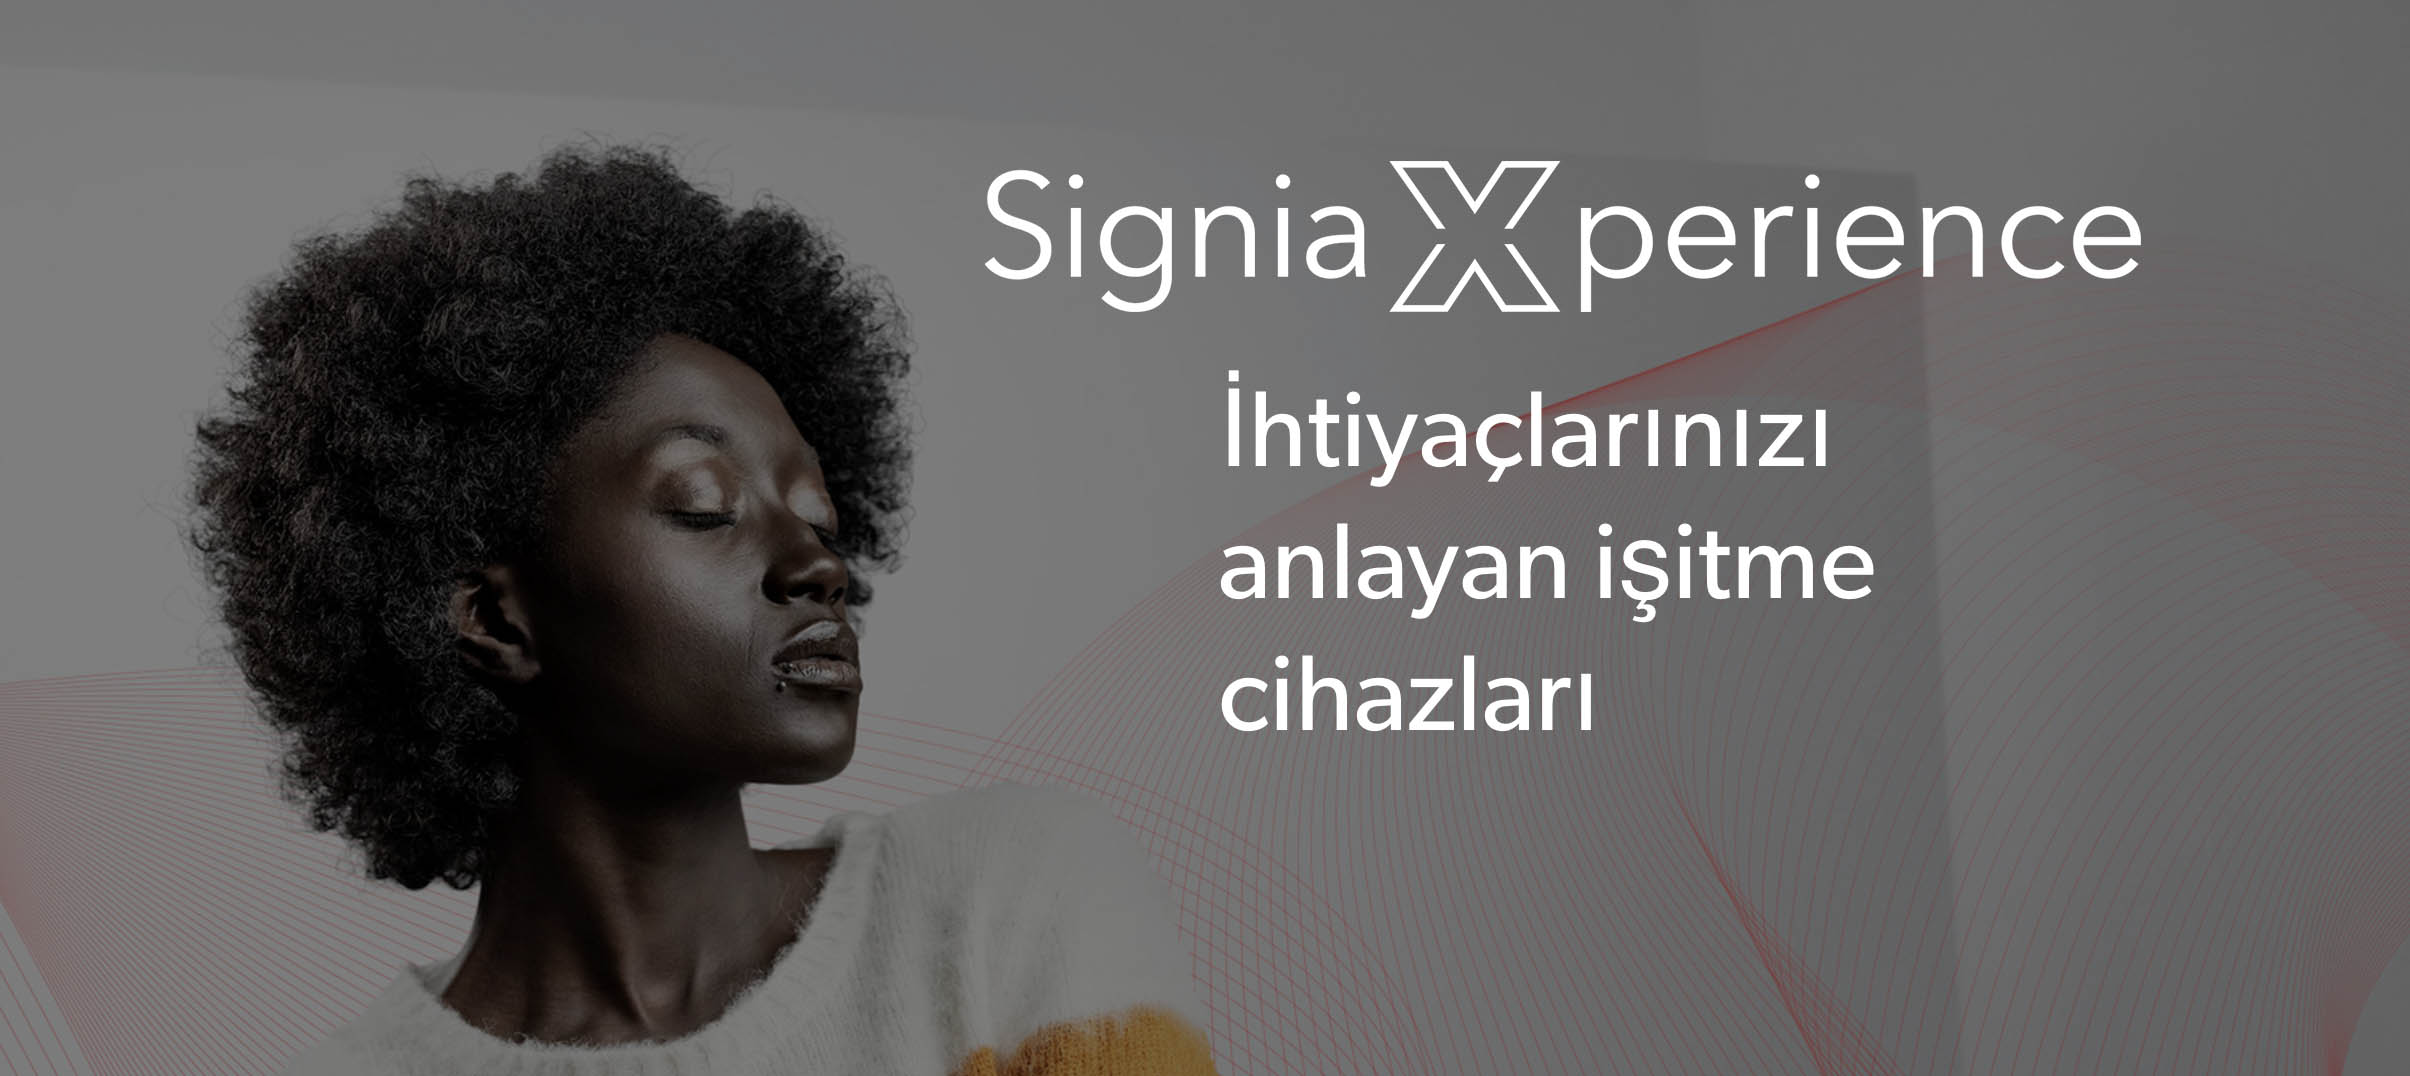 Signia Xperience
İhtiyaçlarınızı
anlayan işitme
cihazları